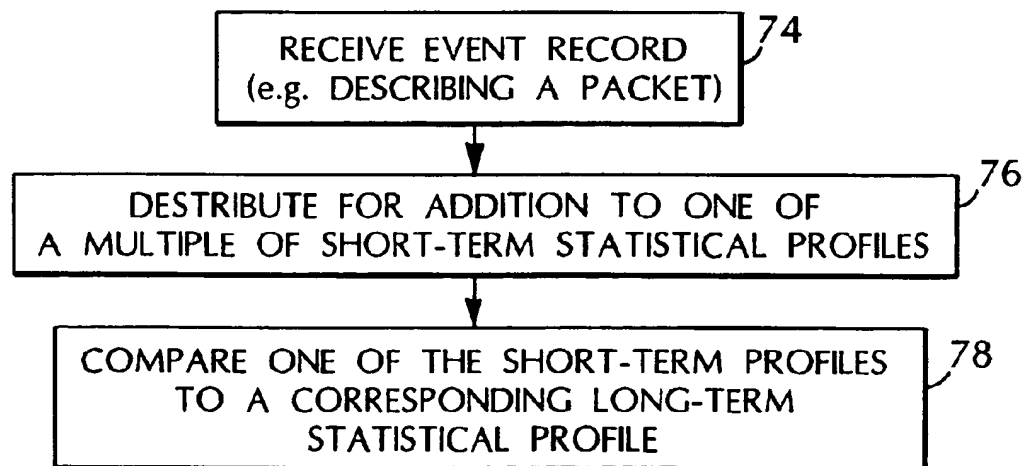 74
RECEIVE EVENT RECORD
(e.g. DESCRIBING A PACKET)
76
DESTRIBUTE FOR ADDITION TO ONE OF
A MULTIPLE OF SHORT-TERM STATISTICAL PROFILES
78
COMPARE ONE OF THE SHORT-TERM PROFILES
TO A CORRESPONDING LONG-TERM
STATISTICAL PROFILE